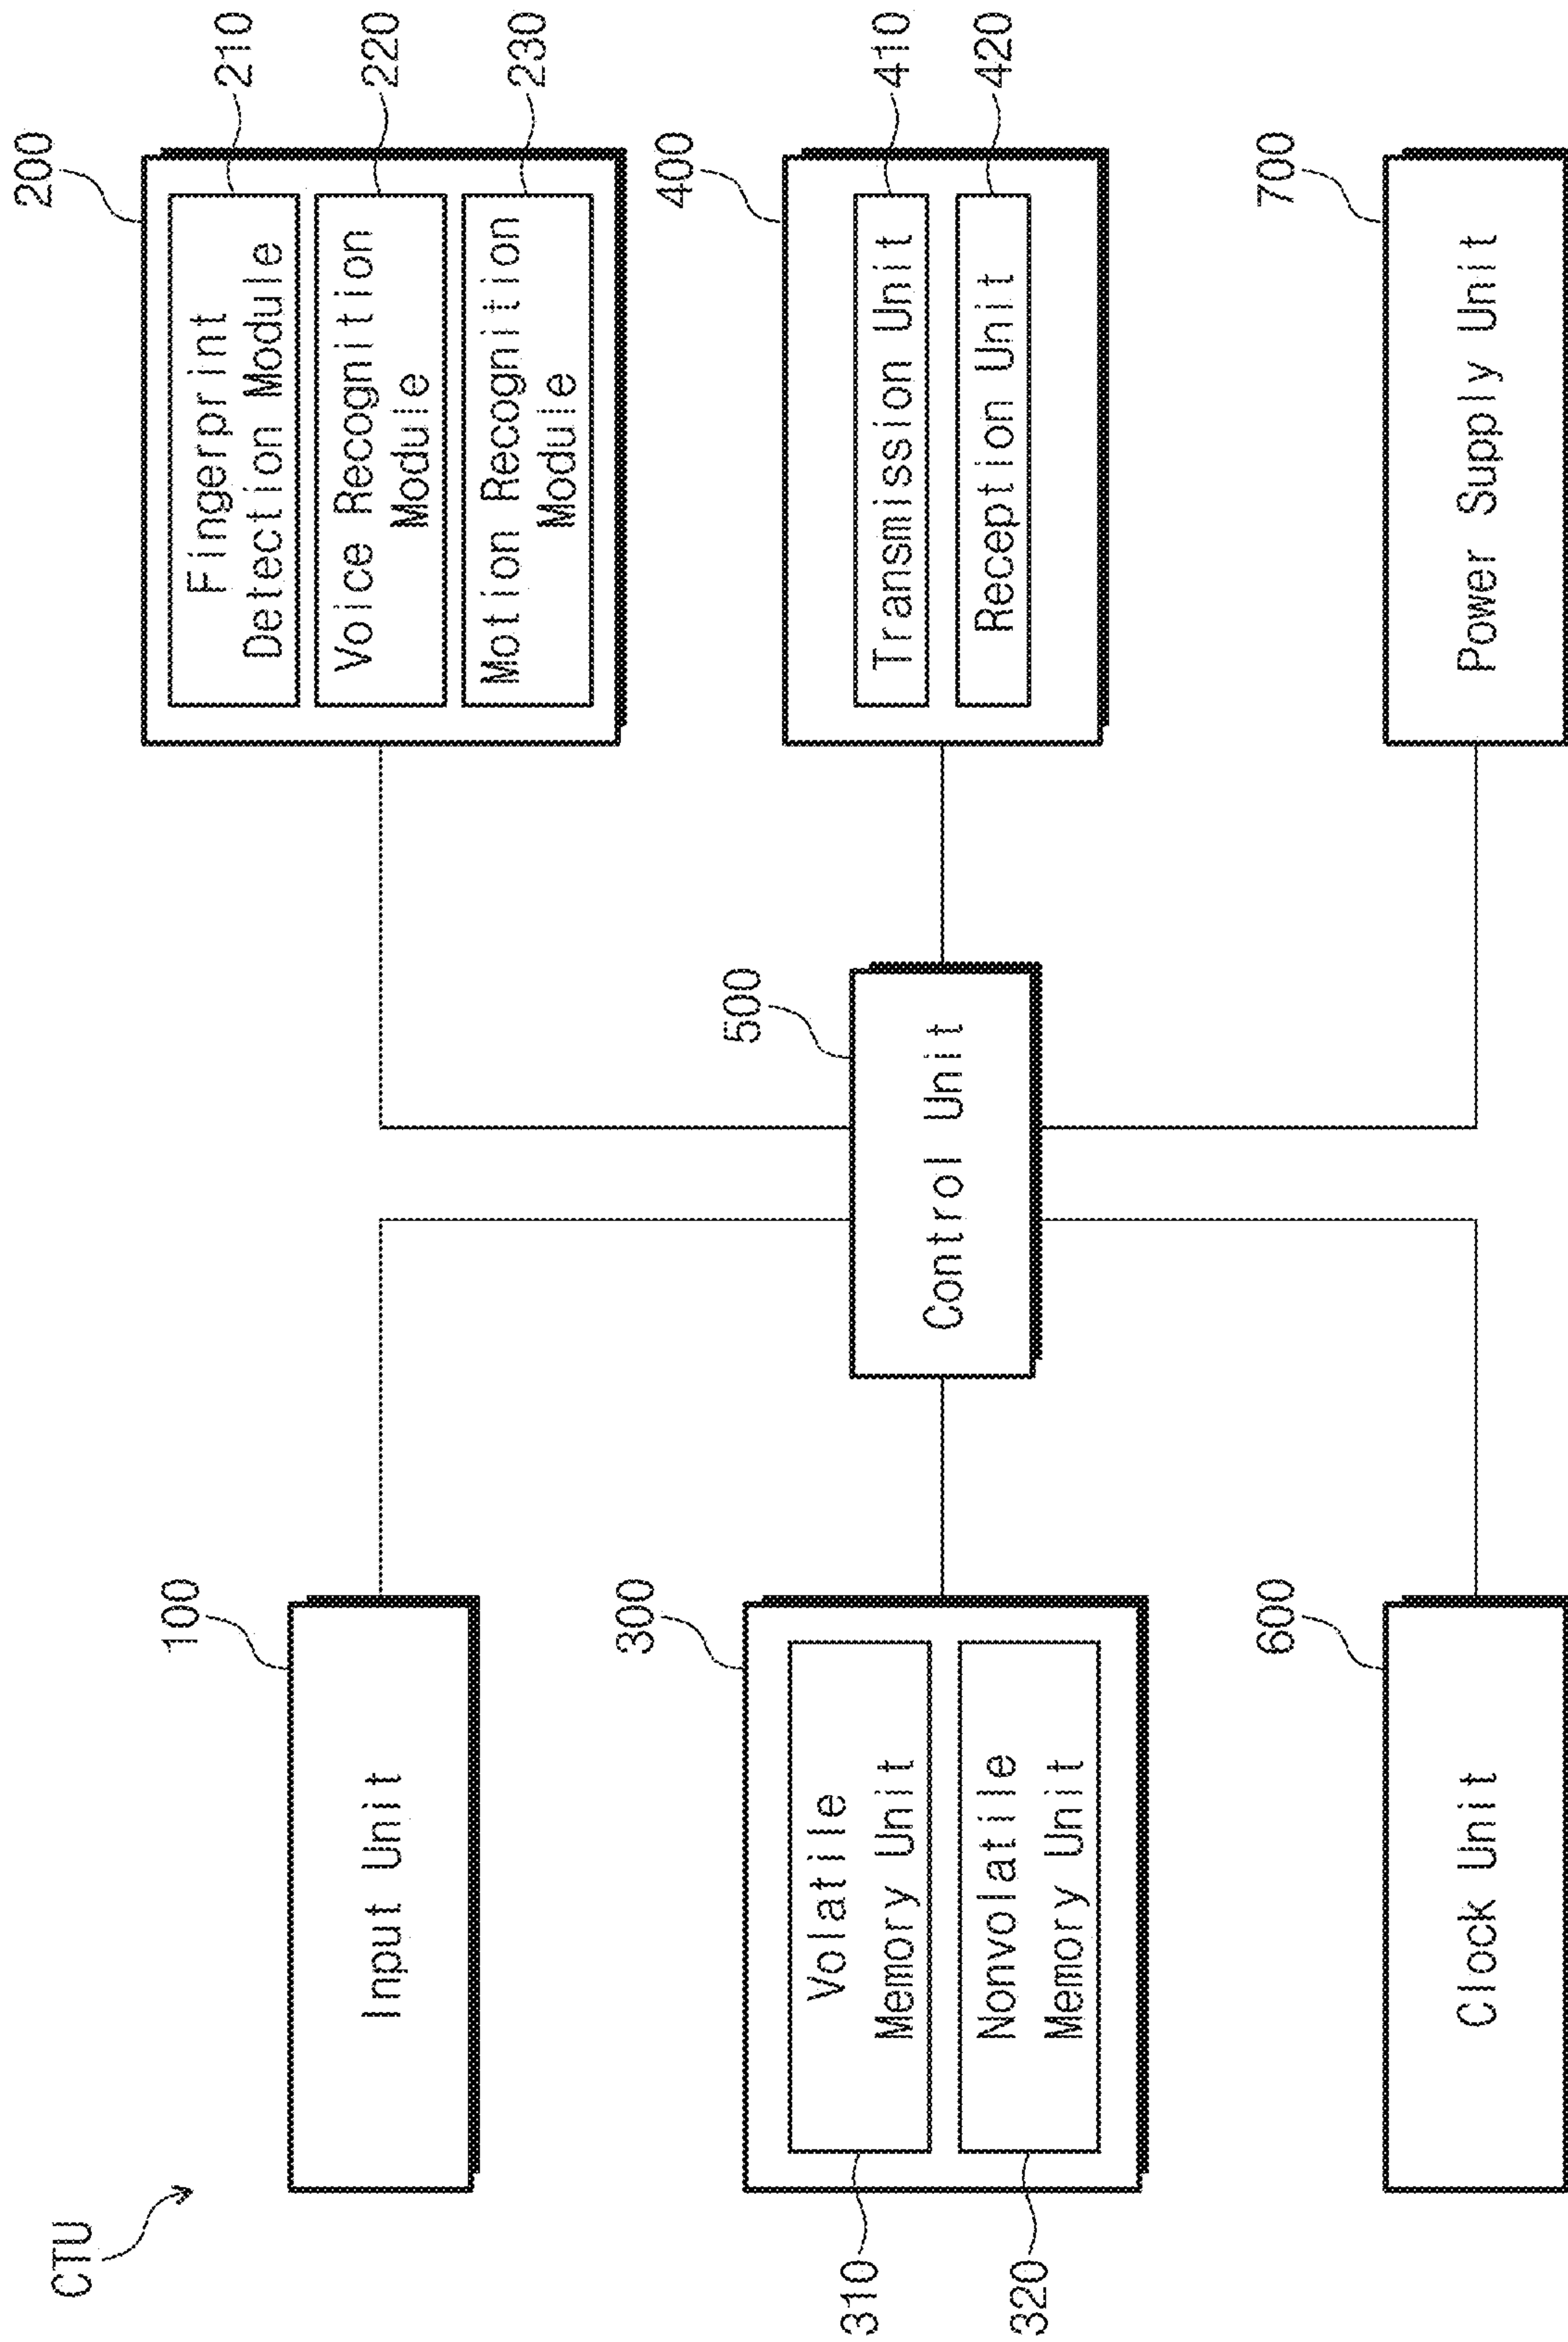 CTU
100
Input Unit
200
Fingerprint
Detection Module
210
Voice Recognition
Module
220
Motion Recognition
Module
230
300
Volatile
Memory Unit
310
Nonvolatile
Memory Unit
320
500
Control Unit
400
Transmission Unit
410
Reception Unit
420
600
Clock Unit
700
Power Supply Unit